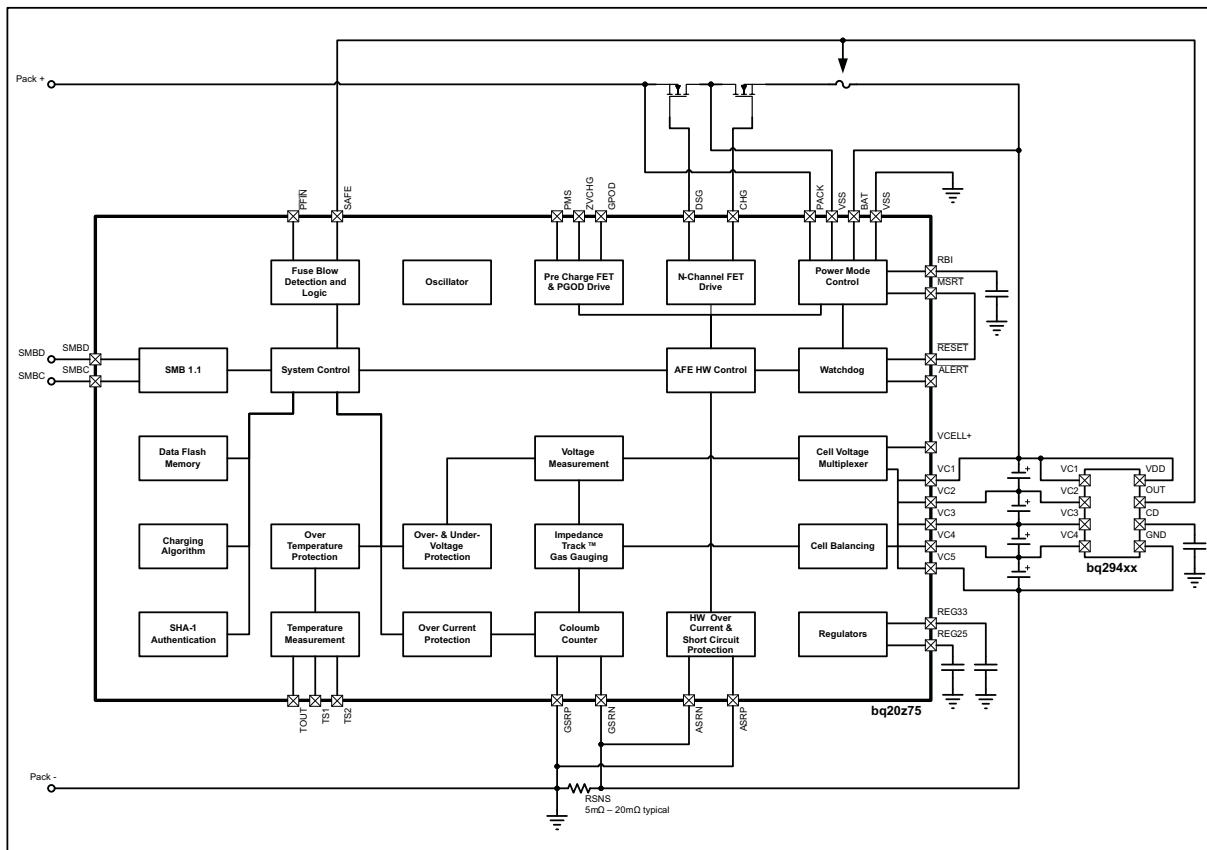 Pack +
PFIN
SAFE
PMS
ZVCHG
GPOD
DSG
CHG
PACK
VSS
BAT
VSS
Fuse Blow
Detection and
Logic
Oscillator
Pre Charge FET
& PGOD Drive
N-Channel FET
Drive
Power Mode
Control
RBI
MSRT
SMBD
SMBD
SMBC
SMBC
SMB 1.1
System Control
AFE HW Control
Watchdog
RESET
ALERT
Data Flash
Memory
Voltage
Measurement
Cell Voltage
Multiplexer
VCELL+
VC1
VC2
VC3
VC4
VC5
VC1
VC2
VC3
VC4
VDD
OUT
CD
GND
bq294xx
Charging
Algorithm
Over
Temperature
Protection
Over- & Under-
Voltage
Protection
Impedance
Track ™
Gas Gauging
Cell Balancing
SHA-1
Authentication
Temperature
Measurement
Over Current
Protection
Coloumb
Counter
HW Over
Current &
Short Circuit
Protection
Regulators
REG33
REG25
TOUT
TS1
TS2
GSRP
GSRN
ASRN
ASRP
bq20z75
Pack -
RSNS
5mΩ – 20mΩ typical